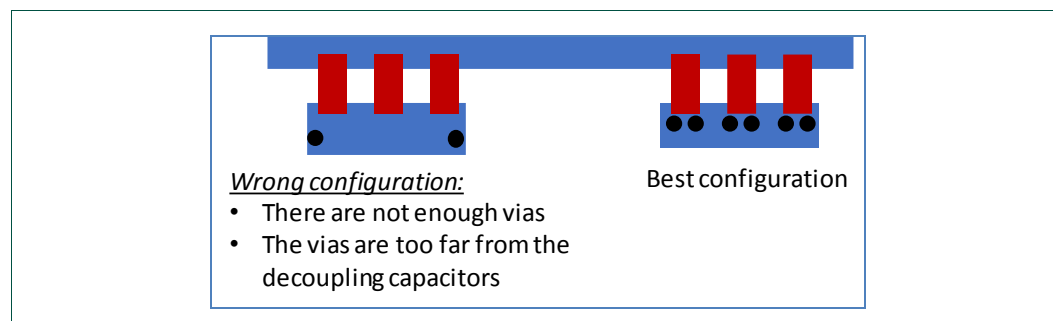 Wrong configuration:
• There are not enough vias
• The vias are too far from the
decoupling capacitors
Best configuration